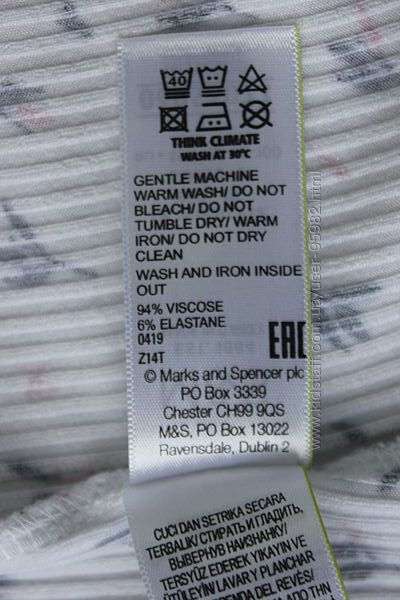 40
THINK CLIMATE
WASH AT 30°C
GENTLE MACHINE
WARM WASH/ DO NOT
BLEACH/ DO NOT
TUMBLE DRY/ WARM
IRON/ DO NOT DRY
CLEAN
WASH AND IRON INSIDE
OUT
94% VISCOSE
6% ELASTANE
0419
Z14T
EAC
© Marks and Spencer plc
PO Box 3339
Chester CH99 9QS
M&S, PO Box 13022
Ravensdale, Dublin 2
CUCI DAN SETRIKA SECARA
TERBALIK/ СТИРАТЬ И ГЛАДИТЬ,
ВЫВЕРНУВ НАИЗНАНКУ/
TERSYÜZ EDEREK YIKAYIN VE
ÜTÜLEYIN/ LAVAR Y PLANCHAR
PRENDA DEL REVÉS/